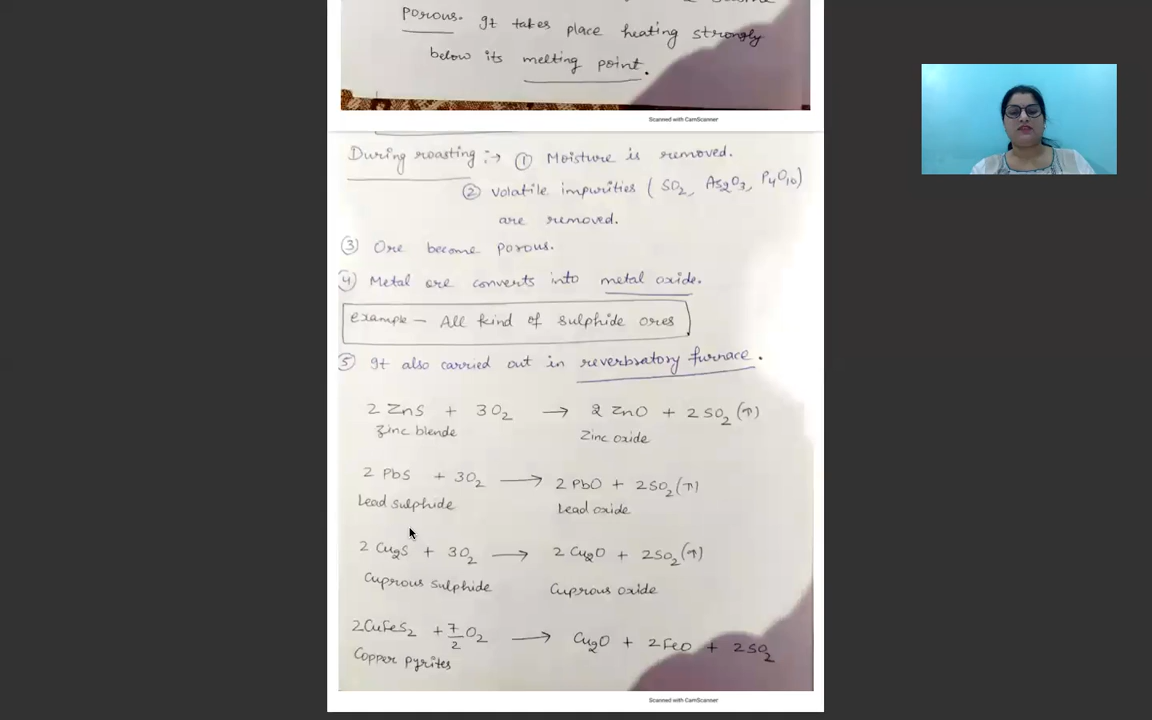 porous. It takes place heating strongly
below its melting point.
Scanned with CamScanner
During roasting :→ ① Moisture is removed.
② Volatile impurities ( SO2, As2O3, P4O10)
are removed.
③ Ore become porous.
④ Metal are converts into metal oxide.
example - All kind of sulphide ores
⑤ It also carried out in reverbratory furnace.
2 ZnS + 3O2 → 2 ZnO + 2SO2(↑)
Zinc blende Zinc oxide
2 PbS + 3O2 → 2 PbO + 2SO2(↑)
Lead sulphide Lead oxide
2 Cu2S + 3O2 → 2 Cu2O + 2SO2(↑)
Cuprous sulphide Cuprous oxide
2CuFeS2 + 7/2 O2 → Cu2O + 2FeO + 2SO2
Copper pyrites
Scanned with CamScanner